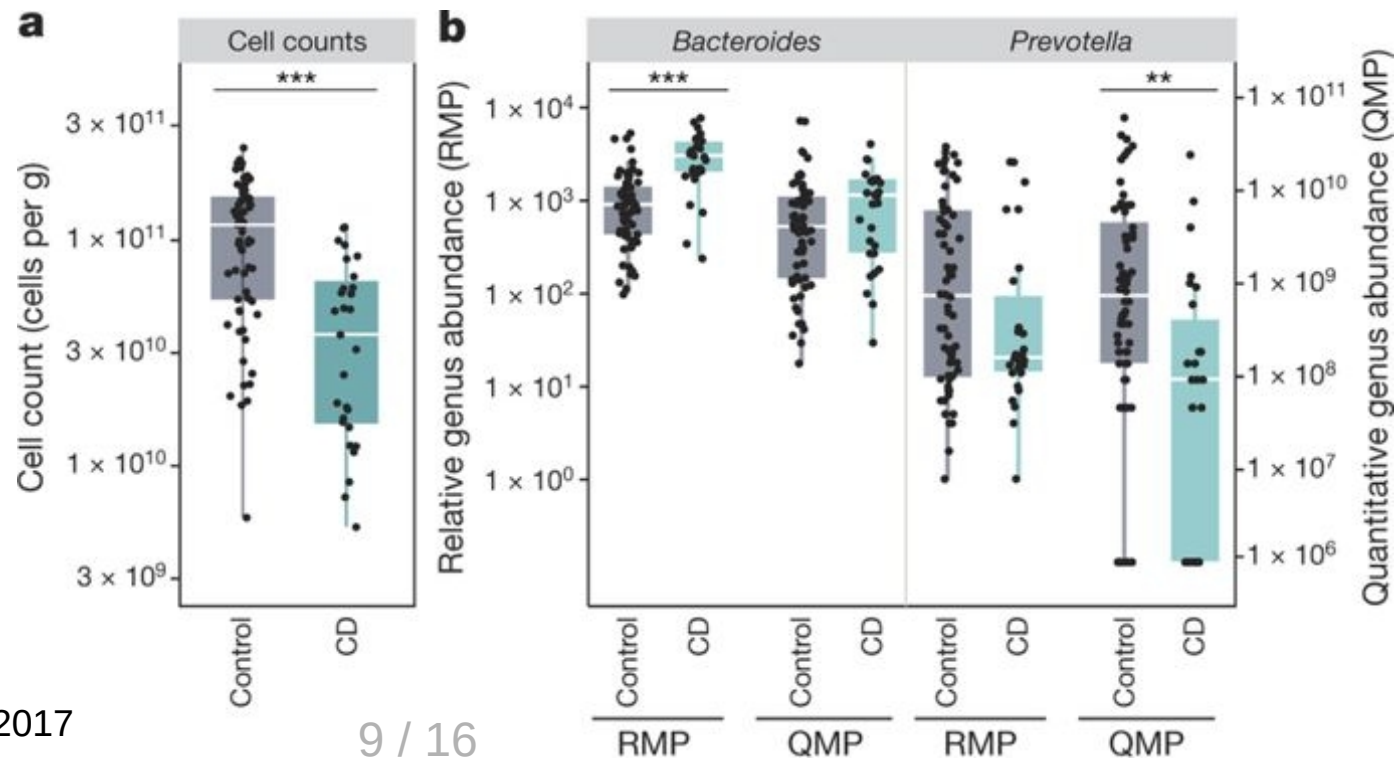 a
Cell counts
***
Cell count (cells per g)
3 × 10¹¹
1 × 10¹¹
3 × 10¹⁰
1 × 10¹⁰
3 × 10⁹
Control
CD
b
Bacteroides
Prevotella
***
**
Relative genus abundance (RMP)
1 × 10⁴
1 × 10³
1 × 10²
1 × 10¹
1 × 10⁰
1 × 10¹¹
1 × 10¹⁰
1 × 10⁹
1 × 10⁸
1 × 10⁷
1 × 10⁶
Quantitative genus abundance (QMP)
Control
CD
Control
CD
Control
CD
Control
CD
RMP
QMP
RMP
QMP
2017
9 / 16